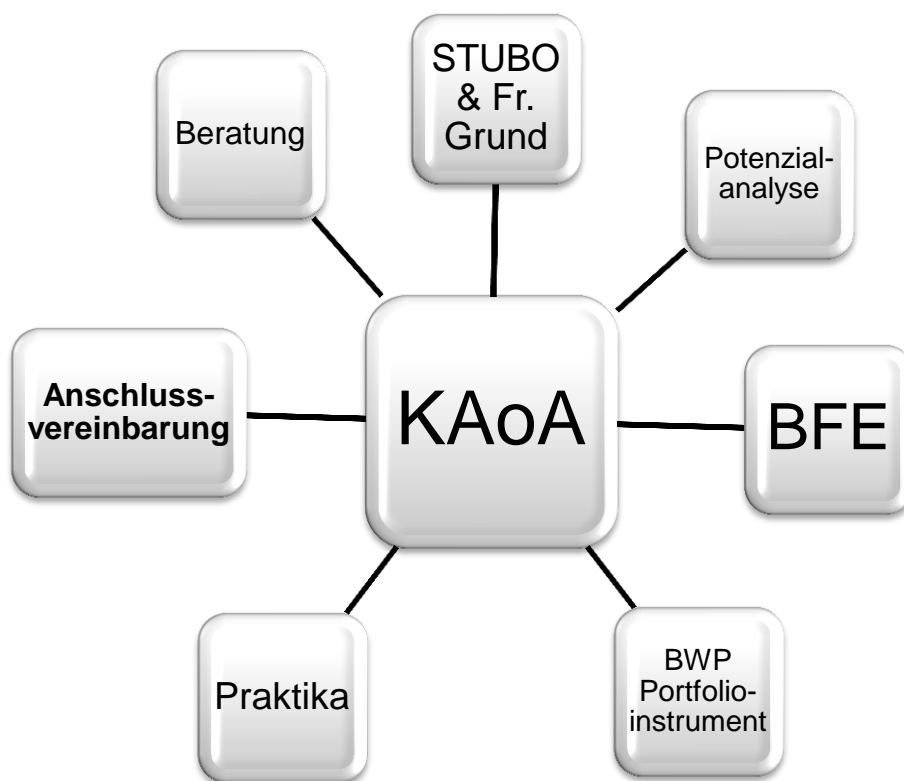 STUBO
& Fr.
Grund
Beratung
Potenzial-
analyse
Anschluss-
vereinbarung
KAoA
BFE
Praktika
BWP
Portfolio-
instrument